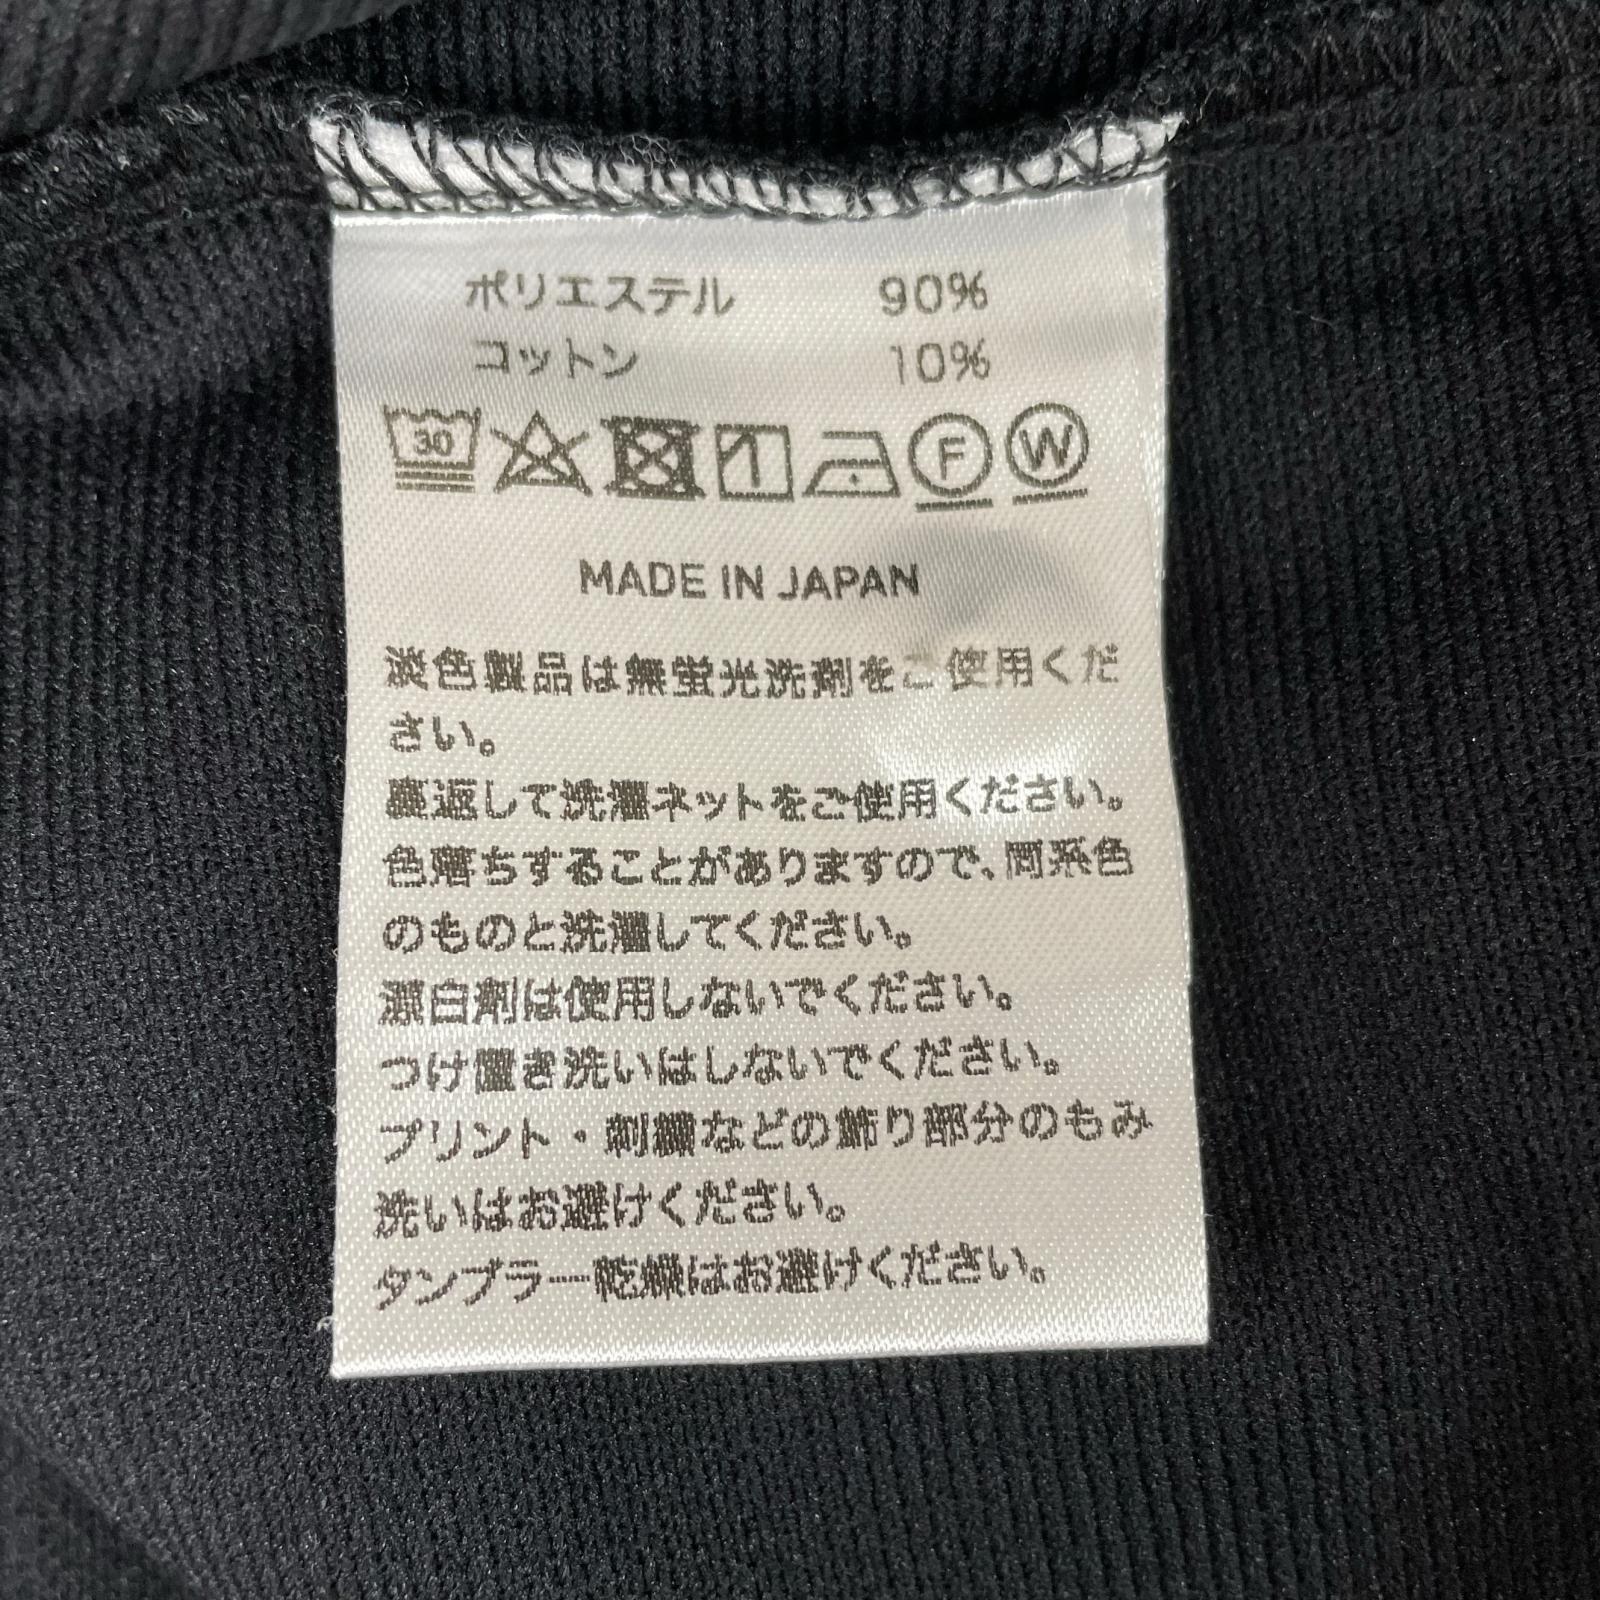 ポリエステル 90%
コットン 10%
30 F W
MADE IN JAPAN
淡色製品は無蛍光洗剤をご使用くだ
さい。
裏返して洗濯ネットをご使用ください。
色落ちすることがありますので、同系色
のものと洗濯してください。
漂白剤は使用しないでください。
つけ置き洗いはしないでください。
プリント・刺繍などの飾り部分のもみ
洗いはお避けください。
タンブラー乾燥はお避けください。